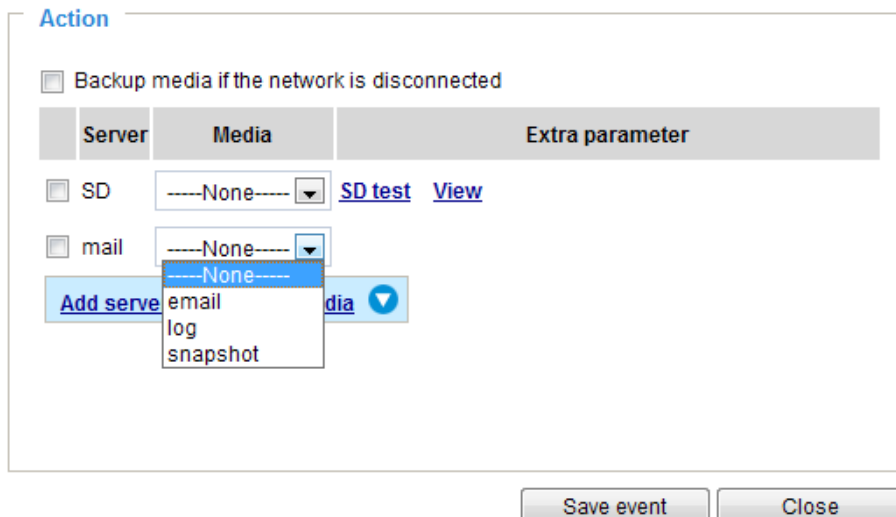 Action
Backup media if the network is disconnected
Server Media Extra parameter
SD -----None----- SD test View
mail -----None-----
-----None-----
Add serve dia
email
log
snapshot
Save event Close